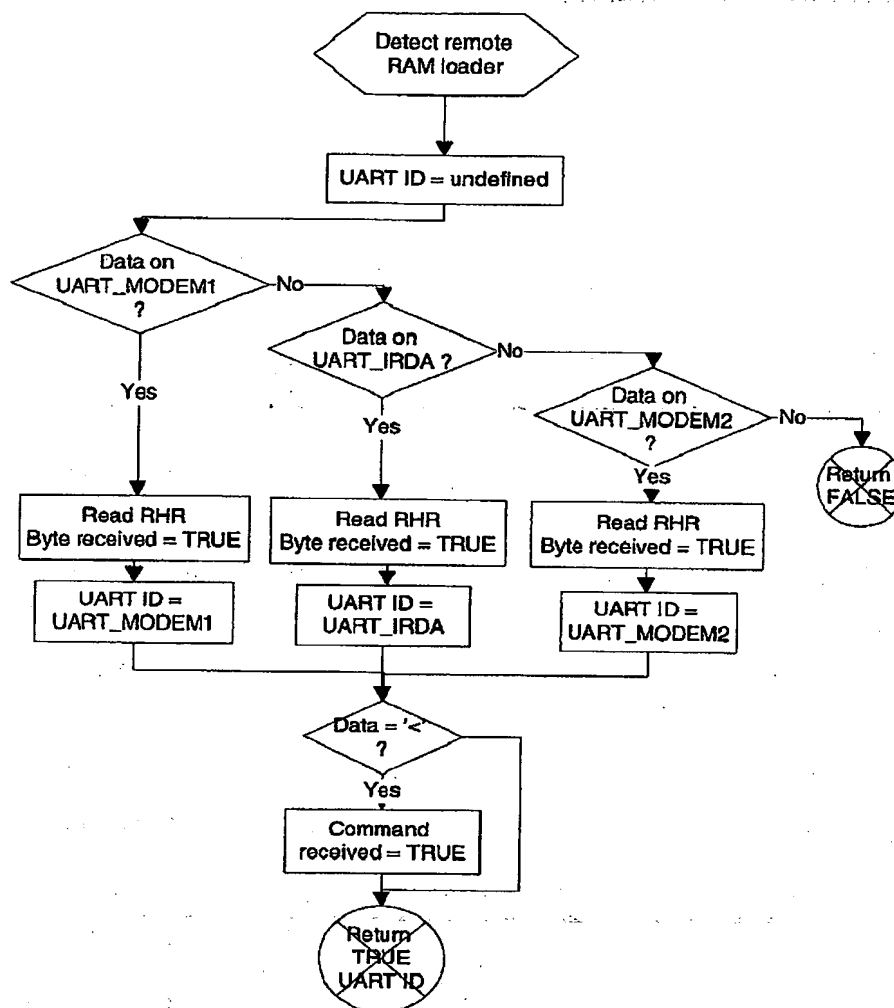 Detect remote
RAM loader
UART ID = undefined
Data on
UART_MODEM1
?
No
Data on
UART_IRDA ?
No
Data on
UART_MODEM2
?
No
Return
FALSE
Yes
Yes
Yes
Read RHR
Byte received = TRUE
Read RHR
Byte received = TRUE
Read RHR
Byte received = TRUE
UART ID =
UART_MODEM1
UART ID =
UART_IRDA
UART ID =
UART_MODEM2
Data = '<'
?
Yes
Command
received = TRUE
Return
TRUE
UART ID